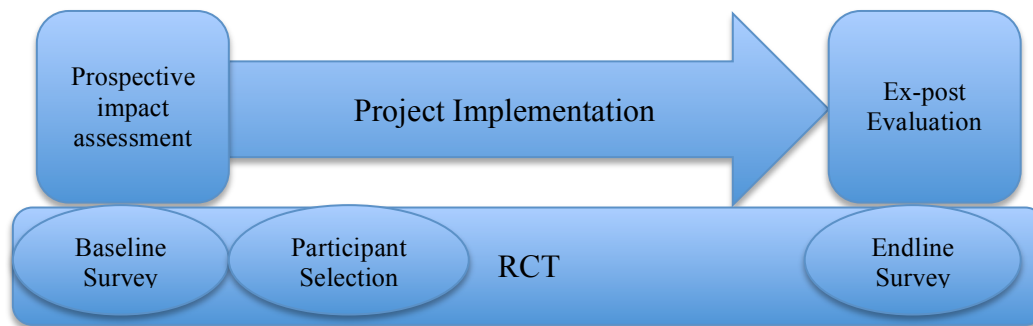 Prospective
impact
assessment
Project Implementation
Ex-post
Evaluation
Baseline
Survey
Participant
Selection
RCT
Endline
Survey